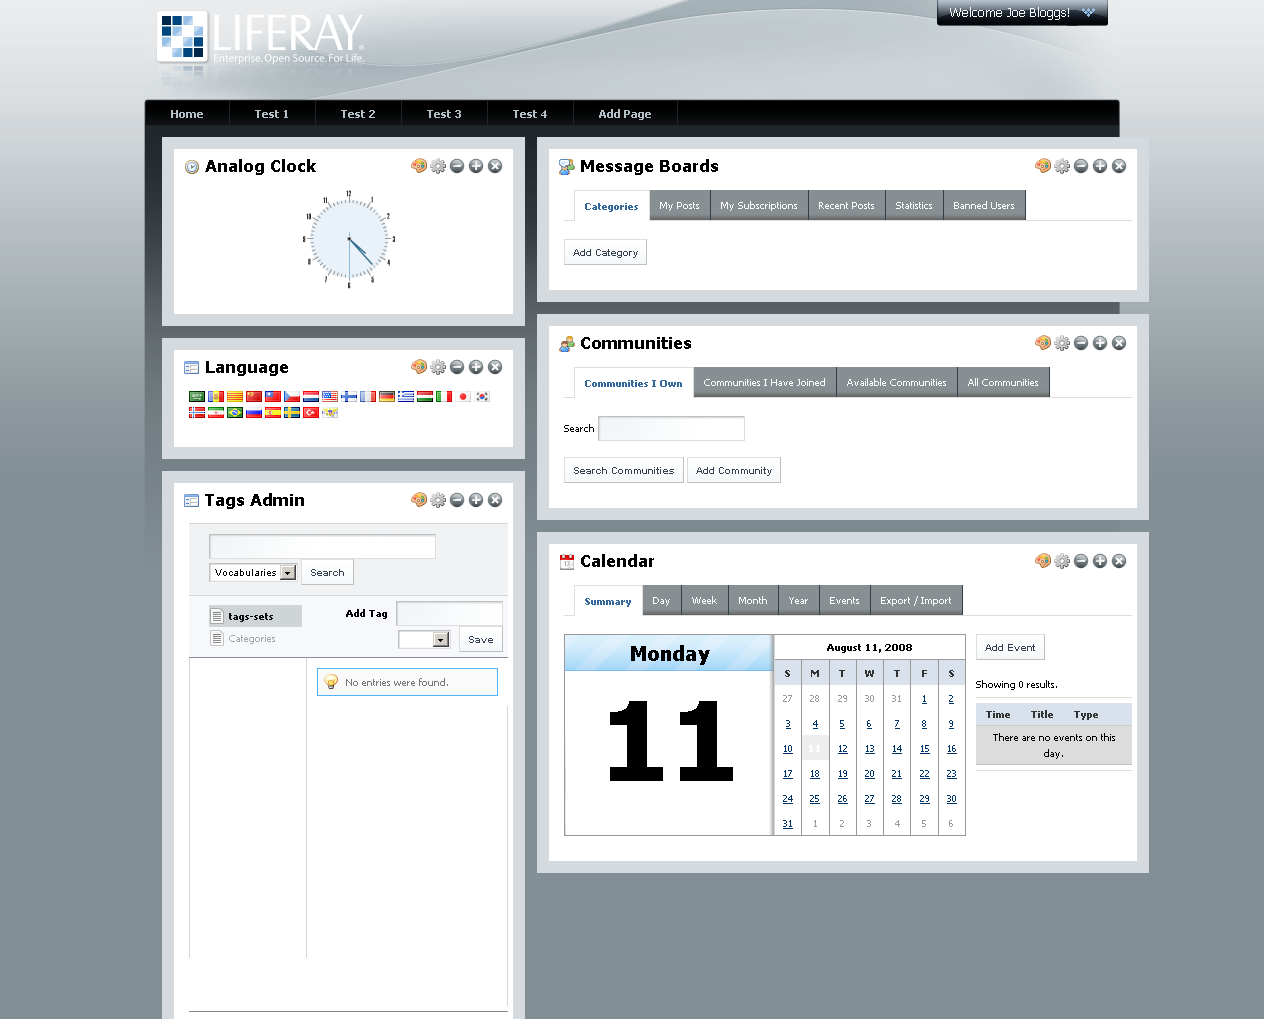 Welcome Joe Bloggs!
LIFERAY.
Enterprise. Open Source. For Life.
Home Test 1 Test 2 Test 3 Test 4 Add Page
Analog Clock
12
1
2
3
4
5
6
7
8
9
10
11
Language
Tags Admin
Vocabularies Search
tags-sets
Categories
Add Tag
Save
No entries were found.
Message Boards
Categories My Posts My Subscriptions Recent Posts Statistics Banned Users
Add Category
Communities
Communities I Own Communities I Have Joined Available Communities All Communities
Search
Search Communities Add Community
Calendar
Summary Day Week Month Year Events Export / Import
Monday
11
August 11, 2008
S M T W T F S
27 28 29 30 31 1 2
3 4 5 6 7 8 9
10 11 12 13 14 15 16
17 18 19 20 21 22 23
24 25 26 27 28 29 30
31 1 2 3 4 5 6
Add Event
Showing 0 results.
Time Title Type
There are no events on this
day.